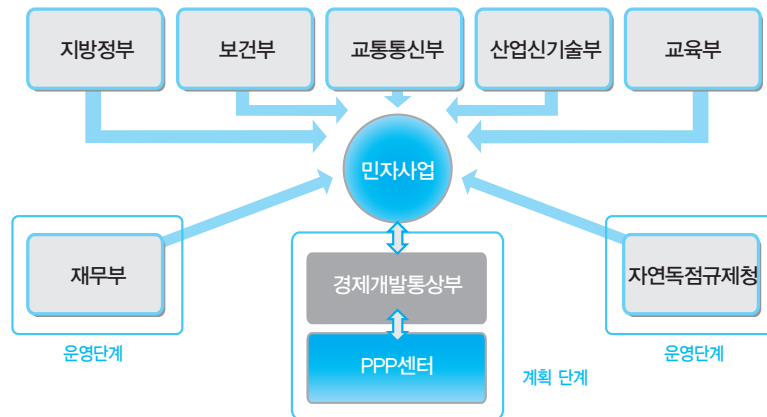 지방정부
보건부
교통통신부
산업신기술부
교육부
민자사업
재무부
경제개발통상부
자연독점규제청
운영단계
PPP센터
계획 단계
운영단계